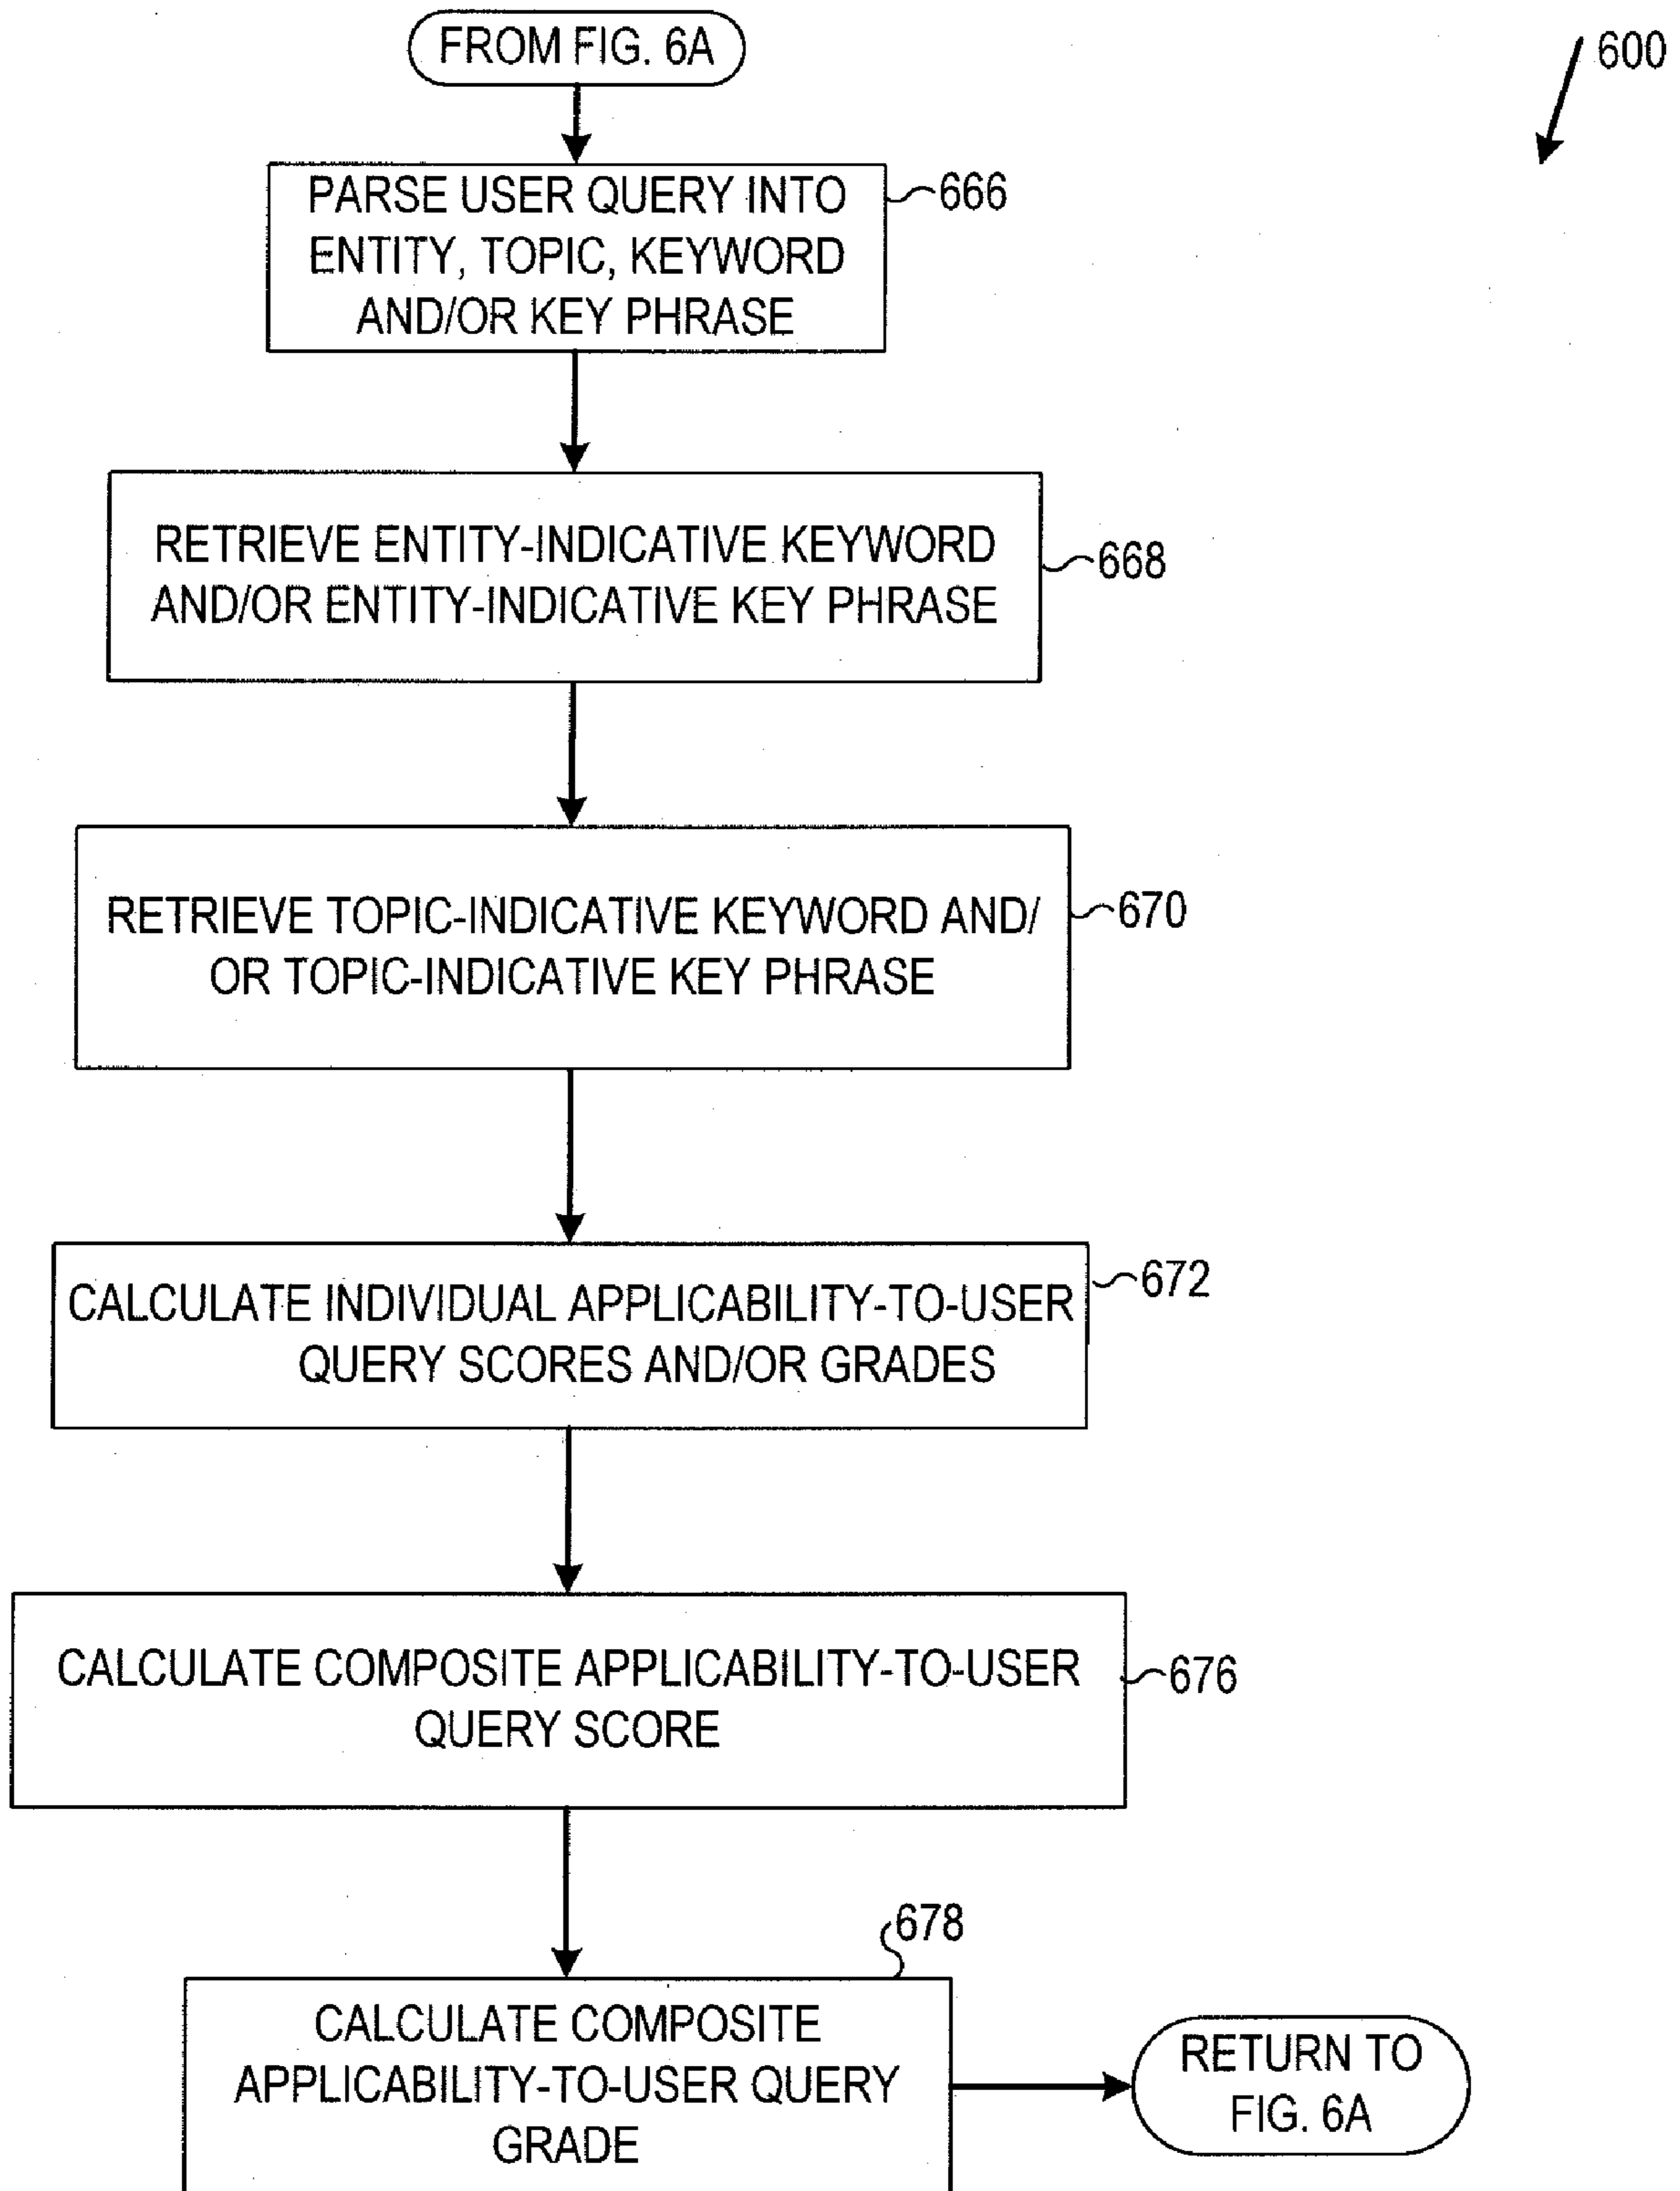 FROM FIG. 6A
600
PARSE USER QUERY INTO
ENTITY, TOPIC, KEYWORD
AND/OR KEY PHRASE
666
RETRIEVE ENTITY-INDICATIVE KEYWORD
AND/OR ENTITY-INDICATIVE KEY PHRASE
668
RETRIEVE TOPIC-INDICATIVE KEYWORD AND/
OR TOPIC-INDICATIVE KEY PHRASE
670
CALCULATE INDIVIDUAL APPLICABILITY-TO-USER
QUERY SCORES AND/OR GRADES
672
CALCULATE COMPOSITE APPLICABILITY-TO-USER
QUERY SCORE
676
678
CALCULATE COMPOSITE
APPLICABILITY-TO-USER QUERY
GRADE
RETURN TO
FIG. 6A